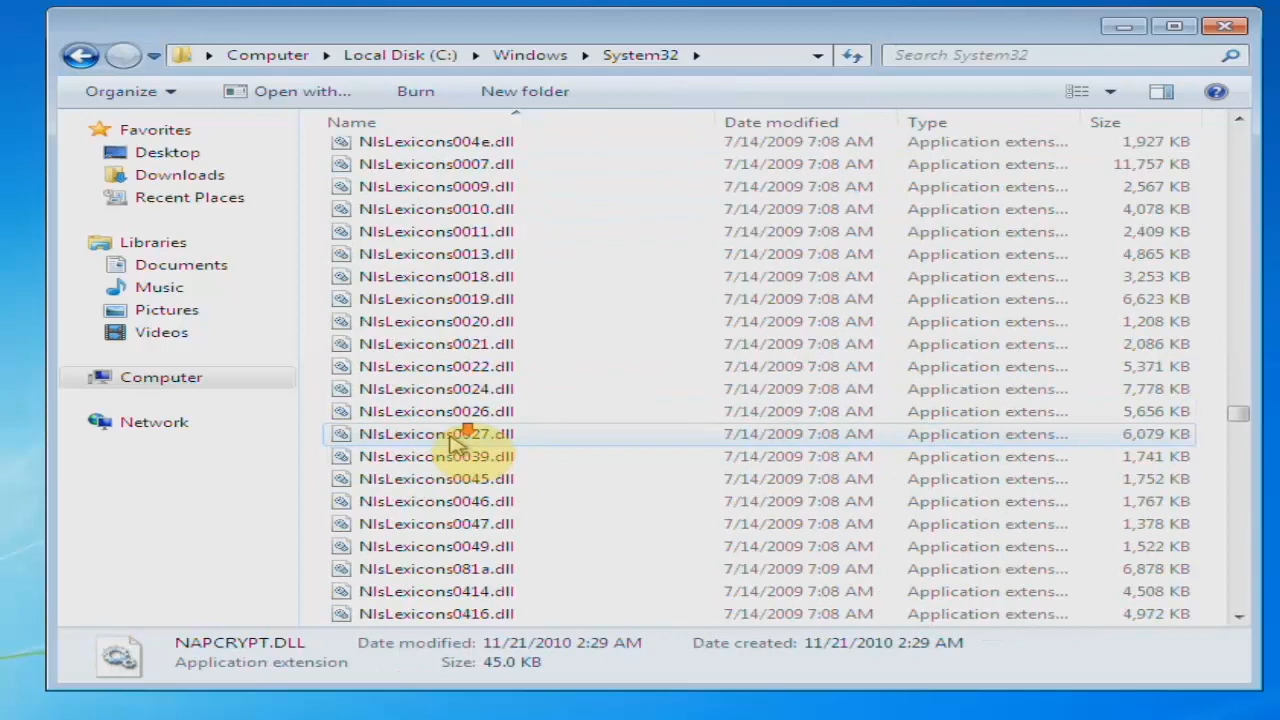 Computer Local Disk (C:) Windows System32 Search System32
Organize Open with... Burn New folder
Name Date modified Type Size
Favorites
Desktop
Downloads
Recent Places
Libraries
Documents
Music
Pictures
Videos
Computer
Network
NlsLexicons004e.dll 7/14/2009 7:08 AM Application extens... 1,927 KB
NlsLexicons0007.dll 7/14/2009 7:08 AM Application extens... 11,757 KB
NlsLexicons0009.dll 7/14/2009 7:08 AM Application extens... 2,567 KB
NlsLexicons0010.dll 7/14/2009 7:08 AM Application extens... 4,078 KB
NlsLexicons0011.dll 7/14/2009 7:08 AM Application extens... 2,409 KB
NlsLexicons0013.dll 7/14/2009 7:08 AM Application extens... 4,865 KB
NlsLexicons0018.dll 7/14/2009 7:08 AM Application extens... 3,253 KB
NlsLexicons0019.dll 7/14/2009 7:08 AM Application extens... 6,623 KB
NlsLexicons0020.dll 7/14/2009 7:08 AM Application extens... 1,208 KB
NlsLexicons0021.dll 7/14/2009 7:08 AM Application extens... 2,086 KB
NlsLexicons0022.dll 7/14/2009 7:08 AM Application extens... 5,371 KB
NlsLexicons0024.dll 7/14/2009 7:08 AM Application extens... 7,778 KB
NlsLexicons0026.dll 7/14/2009 7:08 AM Application extens... 5,656 KB
NlsLexicons0027.dll 7/14/2009 7:08 AM Application extens... 6,079 KB
NlsLexicons0039.dll 7/14/2009 7:08 AM Application extens... 1,741 KB
NlsLexicons0045.dll 7/14/2009 7:08 AM Application extens... 1,752 KB
NlsLexicons0046.dll 7/14/2009 7:08 AM Application extens... 1,767 KB
NlsLexicons0047.dll 7/14/2009 7:08 AM Application extens... 1,378 KB
NlsLexicons0049.dll 7/14/2009 7:08 AM Application extens... 1,522 KB
NlsLexicons081a.dll 7/14/2009 7:09 AM Application extens... 6,878 KB
NlsLexicons0414.dll 7/14/2009 7:08 AM Application extens... 4,508 KB
NlsLexicons0416.dll 7/14/2009 7:08 AM Application extens... 4,972 KB
NAPCRYPT.DLL Date modified: 11/21/2010 2:29 AM Date created: 11/21/2010 2:29 AM
Application extension Size: 45.0 KB